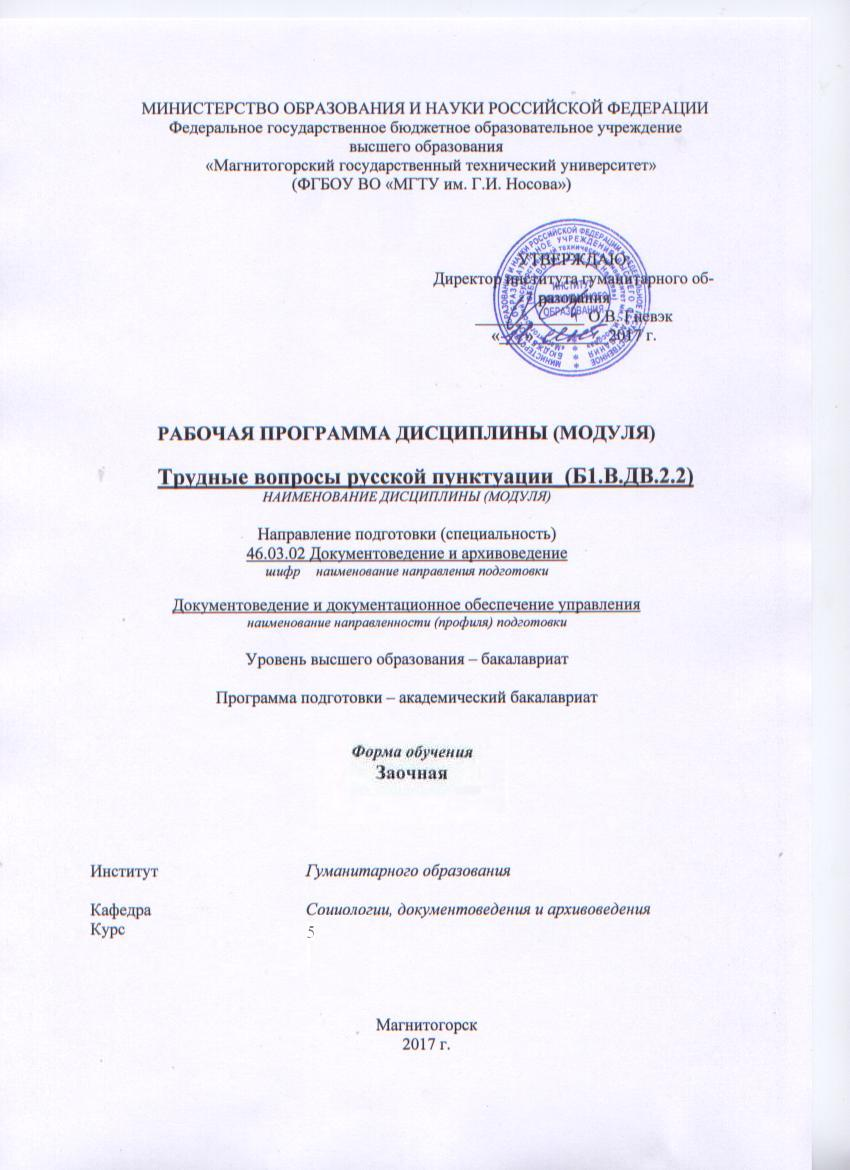 МИНИСТЕРСТВО ОБРАЗОВАНИЯ И НАУКИ РОССИЙСКОЙ ФЕДЕРАЦИИ
Федеральное государственное бюджетное образовательное учреждение
высшего образования
«Магнитогорский государственный технический университет»
(ФГБОУ ВО «МГТУ им. Г.И. Носова»)
УТВЕРЖДАЮ:
Директор института гуманитарного об-
разования
О.В. Гневэк
2017 г.
ИНСТИТУТ
ОБРАЗОВАНИЯ
РАБОЧАЯ ПРОГРАММА ДИСЦИПЛИНЫ (МОДУЛЯ)
Трудные вопросы русской пунктуации (Б1.В.ДВ.2.2)
НАИМЕНОВАНИЕ ДИСЦИПЛИНЫ (МОДУЛЯ)
Направление подготовки (специальность)
46.03.02 Документоведение и архивоведение
шифр наименование направления подготовки
Документоведение и документационное обеспечение управления
наименование направленности (профиля) подготовки
Уровень высшего образования – бакалавриат
Программа подготовки – академический бакалавриат
Форма обучения
Заочная
Институт Гуманитарного образования
Кафедра Социологии, документоведения и архивоведения
Курс 5
Магнитогорск
2017 г.